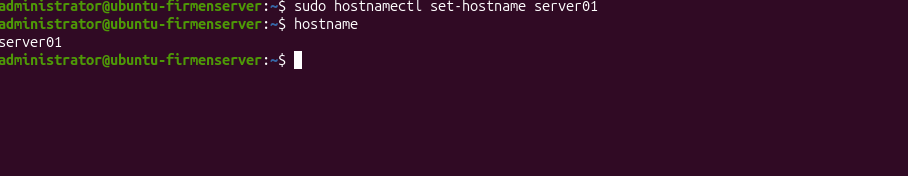 administrator@ubuntu-firmenserver:~$ sudo hostnamectl set-hostname server01
administrator@ubuntu-firmenserver:~$ hostname
server01
administrator@ubuntu-firmenserver:~$